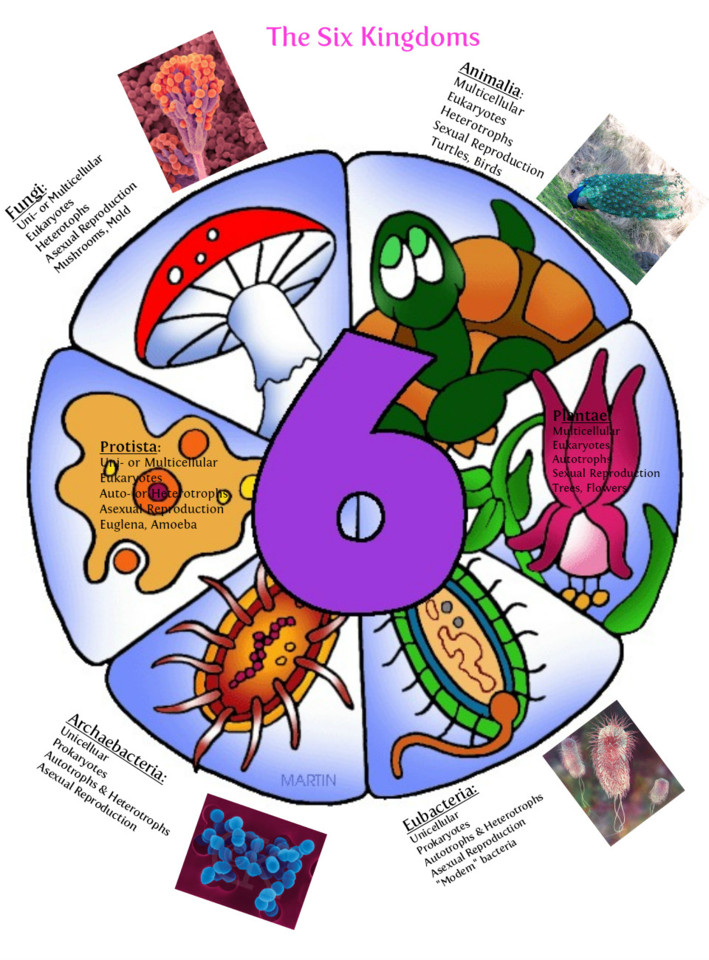 The Six Kingdoms
Animalia:
Multicellular
Eukaryotes
Heterotrophs
Sexual Reproduction
Turtles, Birds
Fungi:
Uni- or Multicellular
Eukaryotes
Heterotophs
Asexual Reproduction
Mushrooms, Mold
6
Plantae:
Multicellular
Eukaryotes
Autotrophs
Sexual Reproduction
Trees, Flowers
Protista:
Uni- or Multicellular
Eukaryotes
Auto- or Heterotrophs
Asexual Reproduction
Euglena, Amoeba
Archaebacteria:
Unicelluar
Prokaryotes
Autotrophs & Heterotrophs
Asexual Reproduction
MARTIN
Eubacteria:
Unicellular
Prokaryotes
Autotrophs & Heterotrophs
Asexual Reproduction
"Modern" bacteria